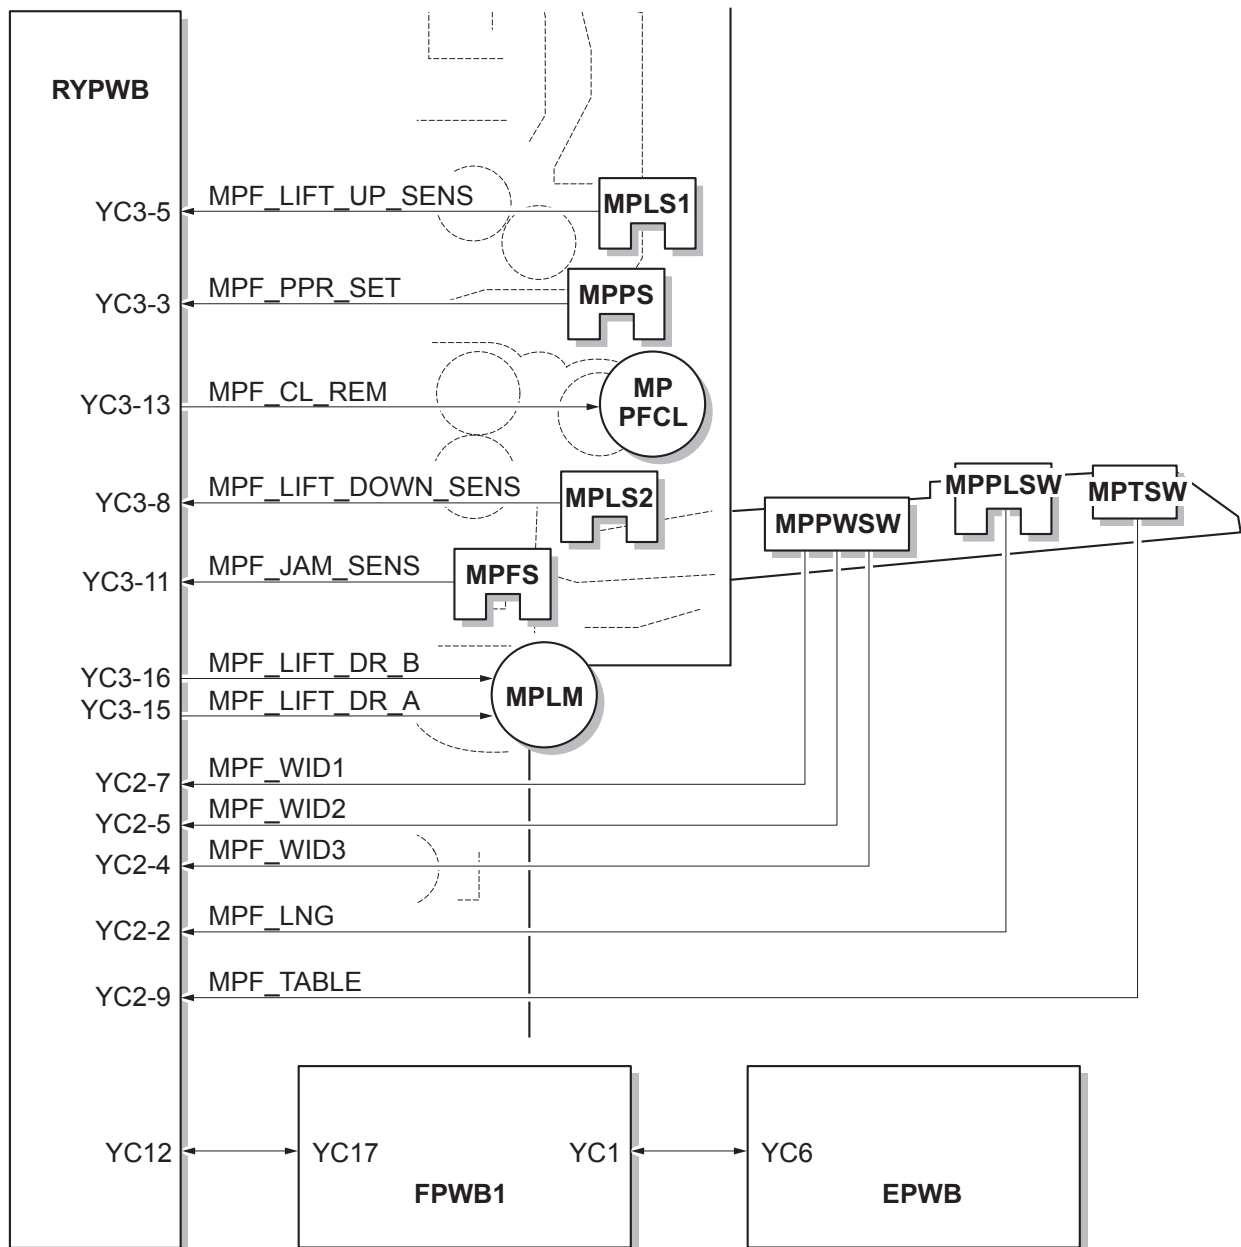 RYPWB
YC3-5 MPF_LIFT_UP_SENS MPLS1
YC3-3 MPF_PPR_SET MPPS
YC3-13 MPF_CL_REM MP PFCL
YC3-8 MPF_LIFT_DOWN_SENS MPLS2 MPPWSW MPPLSW MPTSW
YC3-11 MPF_JAM_SENS MPFS
YC3-16 MPF_LIFT_DR_B
YC3-15 MPF_LIFT_DR_A MPLM
YC2-7 MPF_WID1
YC2-5 MPF_WID2
YC2-4 MPF_WID3
YC2-2 MPF_LNG
YC2-9 MPF_TABLE
YC12 YC17 YC1 YC6
FPWB1 EPWB